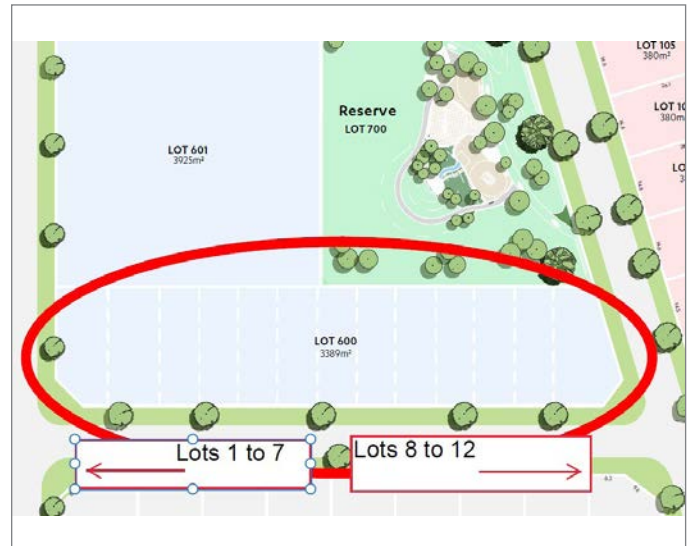 LOT 105
380m²
Reserve
LOT 700
LOT 10
380m
LOT 601
3925m²
LO
3
LOT 600
3389m²
Lots 1 to 7
Lots 8 to 12